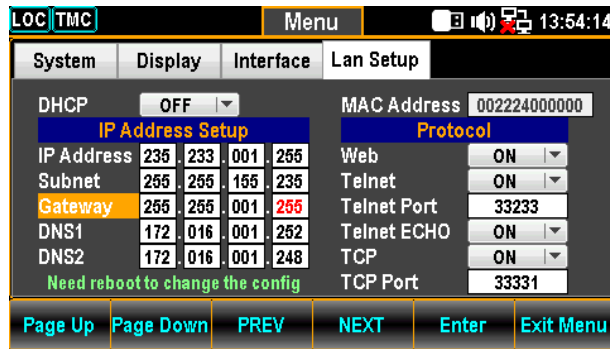 LOC TMC Menu 13:54:14
System Display Interface Lan Setup
DHCP OFF MAC Address 002224000000
IP Address Setup Protocol
IP Address 235 . 233 . 001 . 255 Web ON
Subnet 255 . 255 . 155 . 235 Telnet ON
Gateway 255 . 255 . 001 . 255 Telnet Port 33233
DNS1 172 . 016 . 001 . 252 Telnet ECHO ON
DNS2 172 . 016 . 001 . 248 TCP ON
Need reboot to change the config TCP Port 33331
Page Up Page Down PREV NEXT Enter Exit Menu